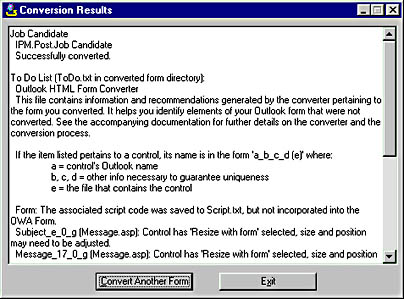 Conversion Results
Job Candidate
IPM.Post.Job Candidate
Successfully converted.
To Do List (ToDo.txt in converted form directory):
Outlook HTML Form Converter
This file contains information and recommendations generated by the converter pertaining to
the form you converted. It helps you identify elements of your Outlook form that were not
converted. See the accompanying documentation for further details on the converter and the
conversion process.
If the item listed pertains to a control, its name is in the form 'a_b_c_d (e)' where:
a = control's Outlook name
b, c, d = other info necessary to guarantee uniqueness
e = the file that contains the control
Form: The associated script code was saved to Script.txt, but not incorporated into the
OWA Form.
Subject_e_0_g (Message.asp): Control has 'Resize with form' selected, size and position
may need to be adjusted.
Message_17_0_g (Message.asp): Control has 'Resize with form' selected, size and position
Convert Another Form
Exit